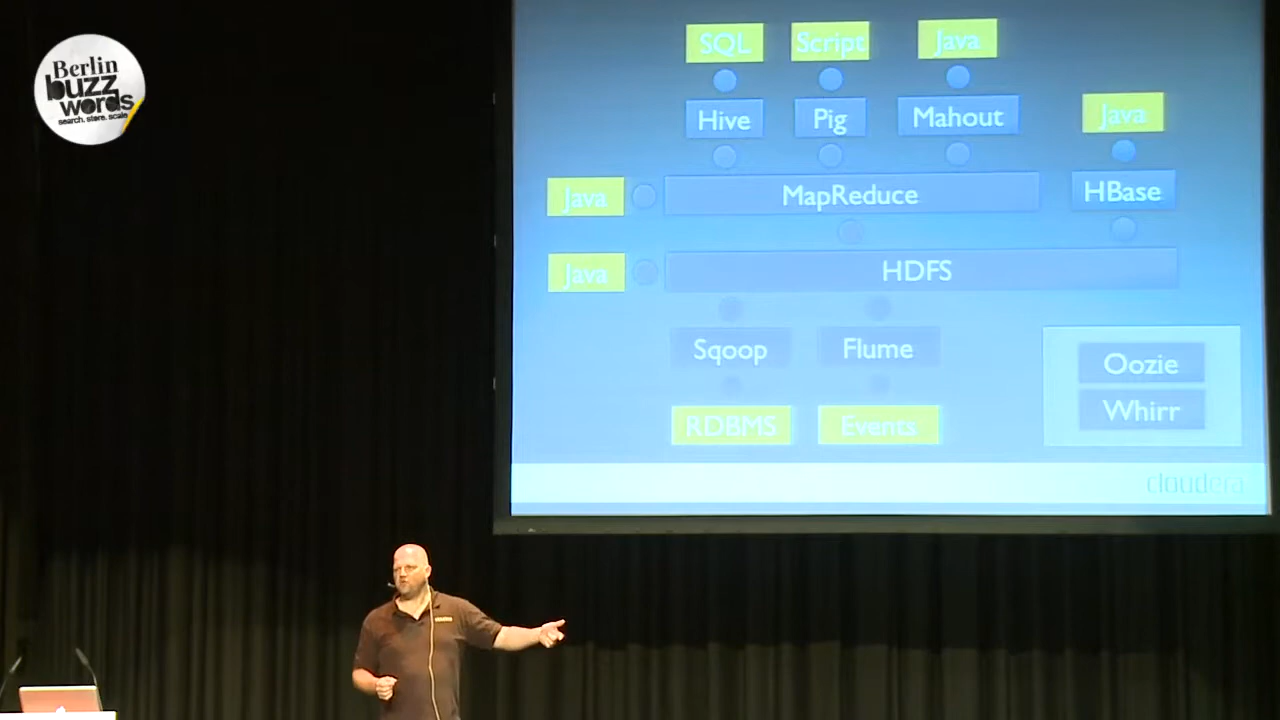 Berlin
buzz
words
search. store. scale
SQL Script Java
Hive Pig Mahout Java
Java MapReduce HBase
Java HDFS
Sqoop Flume Oozie
Whirr
RDBMS Events
cloudera